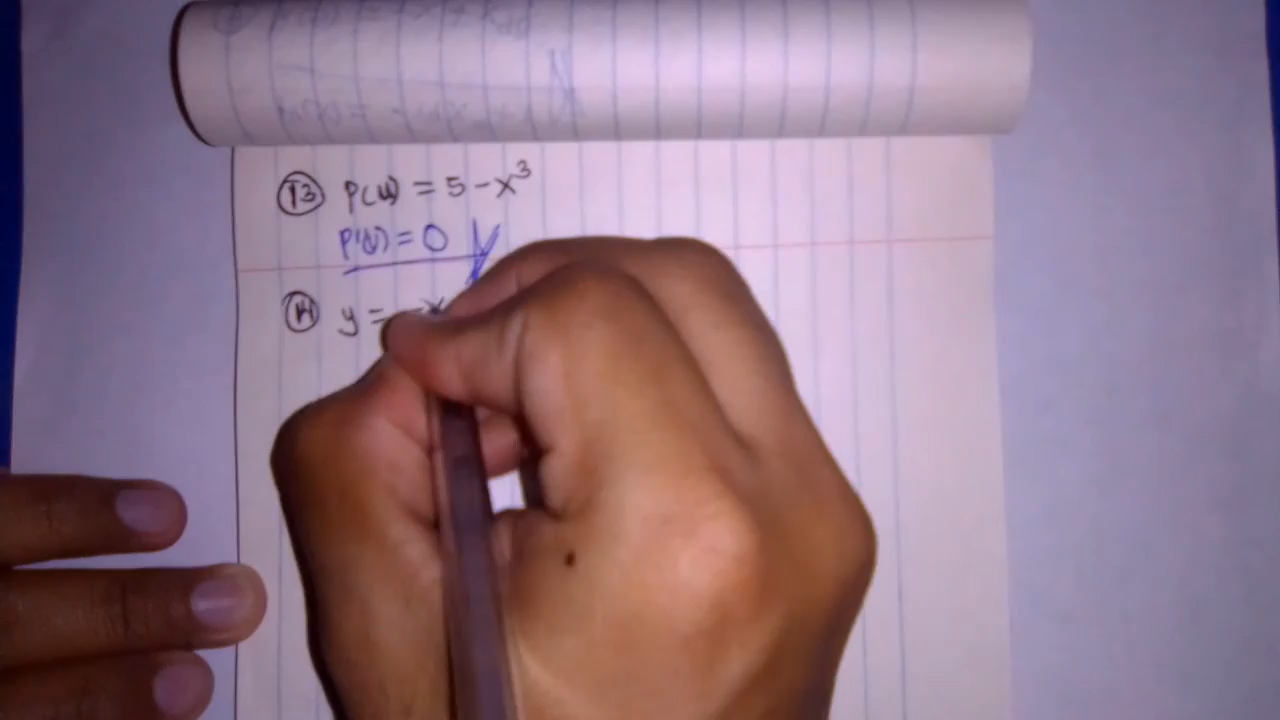 13 P(u) = 5 - x³
P'(u) = 0
14 y = -x